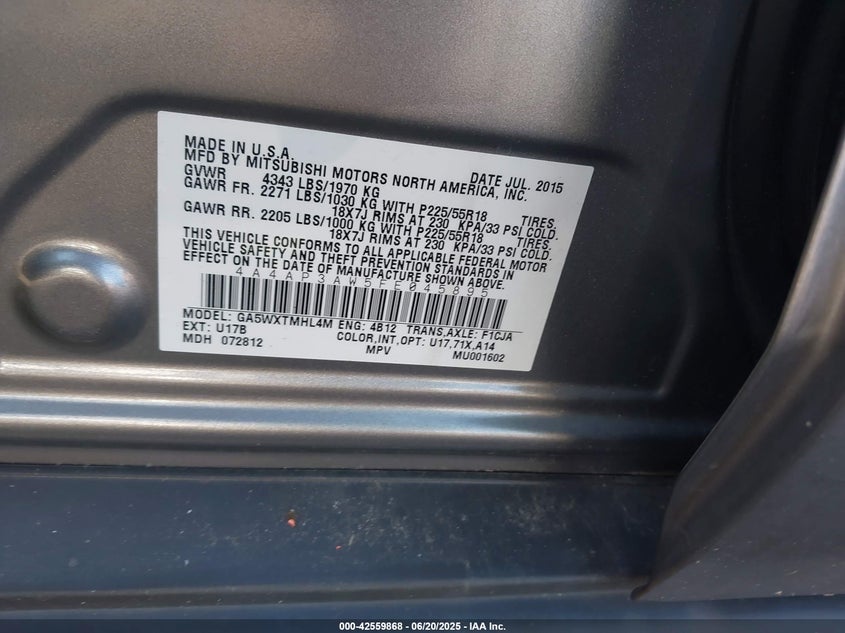 MADE IN U.S.A. DATE JUL. 2015
MFD BY MITSUBISHI MOTORS NORTH AMERICA, INC.
GVWR 4343 LBS/1970 KG
GAWR FR. 2271 LBS/1030 KG WITH P225/55R18 TIRES.
18X7J RIMS AT 230 KPA/33 PSI COLD.
GAWR RR. 2205 LBS/1000 KG WITH P225/55R18 TIRES.
18X7J RIMS AT 230 KPA/33 PSI COLD.
THIS VEHICLE CONFORMS TO ALL APPLICABLE FEDERAL MOTOR
VEHICLE SAFETY AND THEFT PREVENTION STANDARDS IN
EFFECT ON THE DATE OF MANUFACTURE SHOWN ABOVE.
4A4AP3AW5FE045895
MODEL: GA5WXTMHL4M ENG: 4B12 TRANS,AXLE: F1CJA
EXT: U17B COLOR,INT,OPT: U17,71X,A14
MDH 072812 MPV MU001602
000-42559868 | 06/20/2025 - IAA Inc.